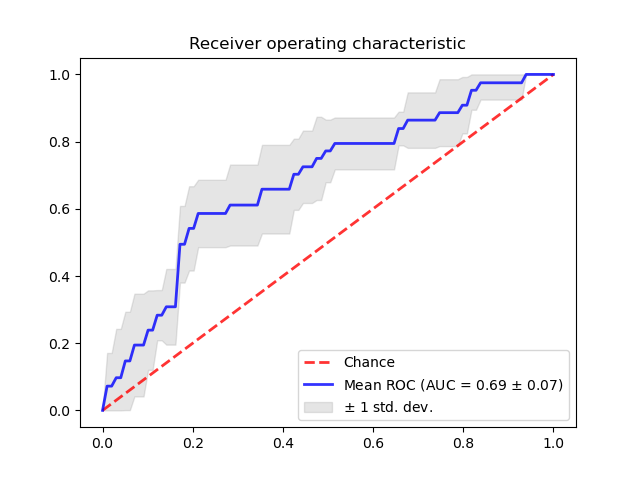 Receiver operating characteristic
1.0
0.8
0.6
0.4
0.2
0.0
Chance
Mean ROC (AUC = 0.69 ± 0.07)
± 1 std. dev.
0.0 0.2 0.4 0.6 0.8 1.0